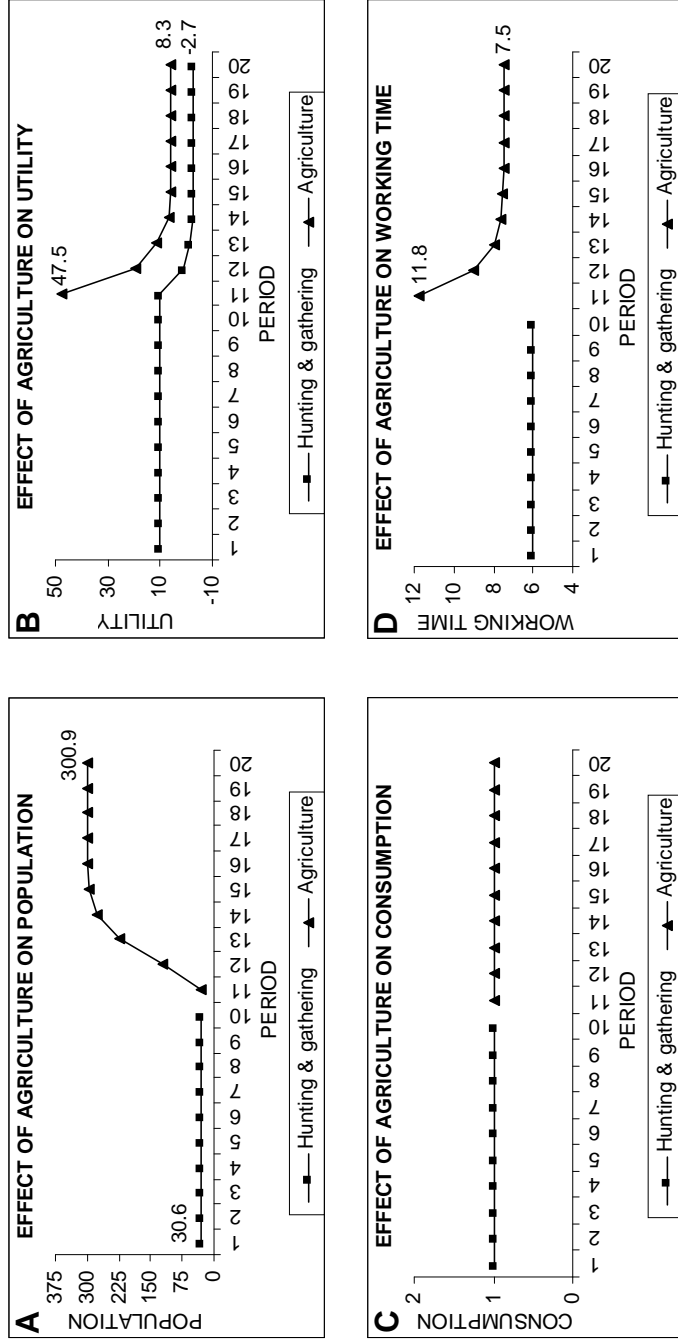 A
EFFECT OF AGRICULTURE ON POPULATION
POPULATION
375
300
225
150
75
0
30.6
300.9
1 2 3 4 5 6 7 8 9 10 11 12 13 14 15 16 17 18 19 20
PERIOD
Hunting & gathering Agriculture
B
EFFECT OF AGRICULTURE ON UTILITY
UTILITY
50
30
10
-10
47.5
8.3
-2.7
1 2 3 4 5 6 7 8 9 10 11 12 13 14 15 16 17 18 19 20
PERIOD
Hunting & gathering Agriculture
C
EFFECT OF AGRICULTURE ON CONSUMPTION
CONSUMPTION
2
1
0
1 2 3 4 5 6 7 8 9 10 11 12 13 14 15 16 17 18 19 20
PERIOD
Hunting & gathering Agriculture
D
EFFECT OF AGRICULTURE ON WORKING TIME
WORKING TIME
12
10
8
6
4
11.8
7.5
1 2 3 4 5 6 7 8 9 10 11 12 13 14 15 16 17 18 19 20
PERIOD
Hunting & gathering Agriculture